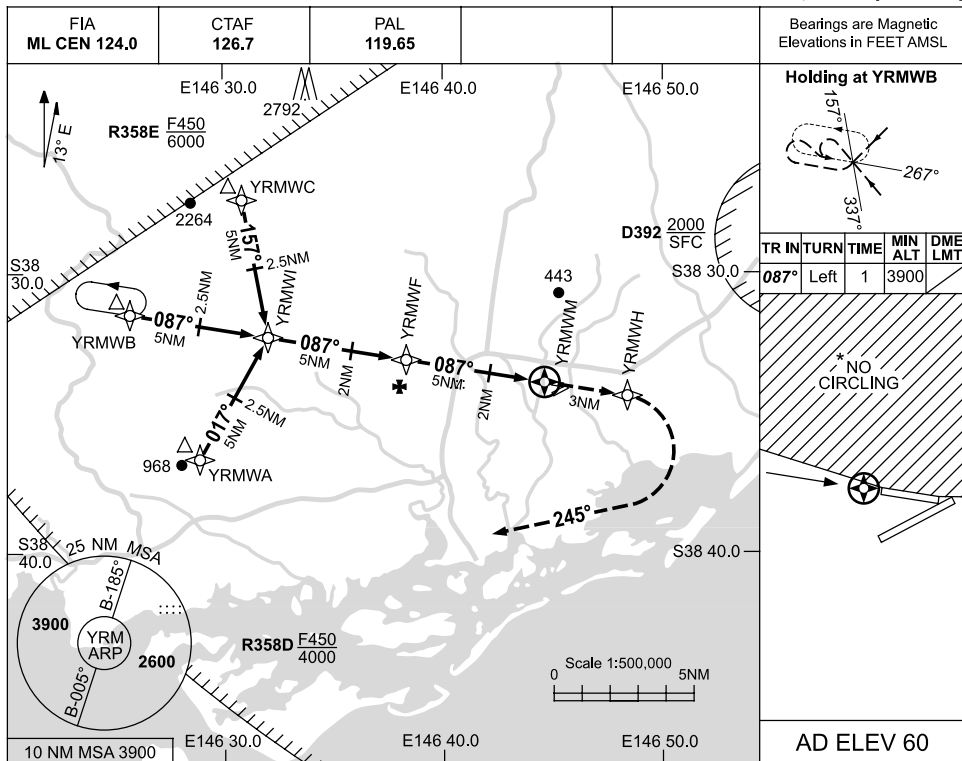 FIA
ML CEN 124.0
CTAF
126.7
PAL
119.65
Bearings are Magnetic
Elevations in FEET AMSL
E146 30.0
E146 40.0
E146 50.0
13° E
R358E F450
6000
2792
2264
YRMWC
157°
5NM
2.5NM
D392 2000
SFC
S38
30.0
S38 30.0
443
YRMWB
087°
5NM
2.5NM
YRMWI
087°
5NM
2NM
YRMWF
087°
5NM
2NM
YRMWM
3NM
YRMWH
017°
5NM
2.5NM
968
YRMWA
245°
S38
40.0
S38 40.0
25 NM MSA
B-185°
3900
YRM
ARP
2600
B-005°
R358D F450
4000
Scale 1:500,000
0 5NM
10 NM MSA 3900
E146 30.0
E146 40.0
E146 50.0
Holding at YRMWB
157°
267°
337°
TR IN TURN TIME MIN ALT DME LMT
087° Left 1 3900
*NO
CIRCLING
AD ELEV 60